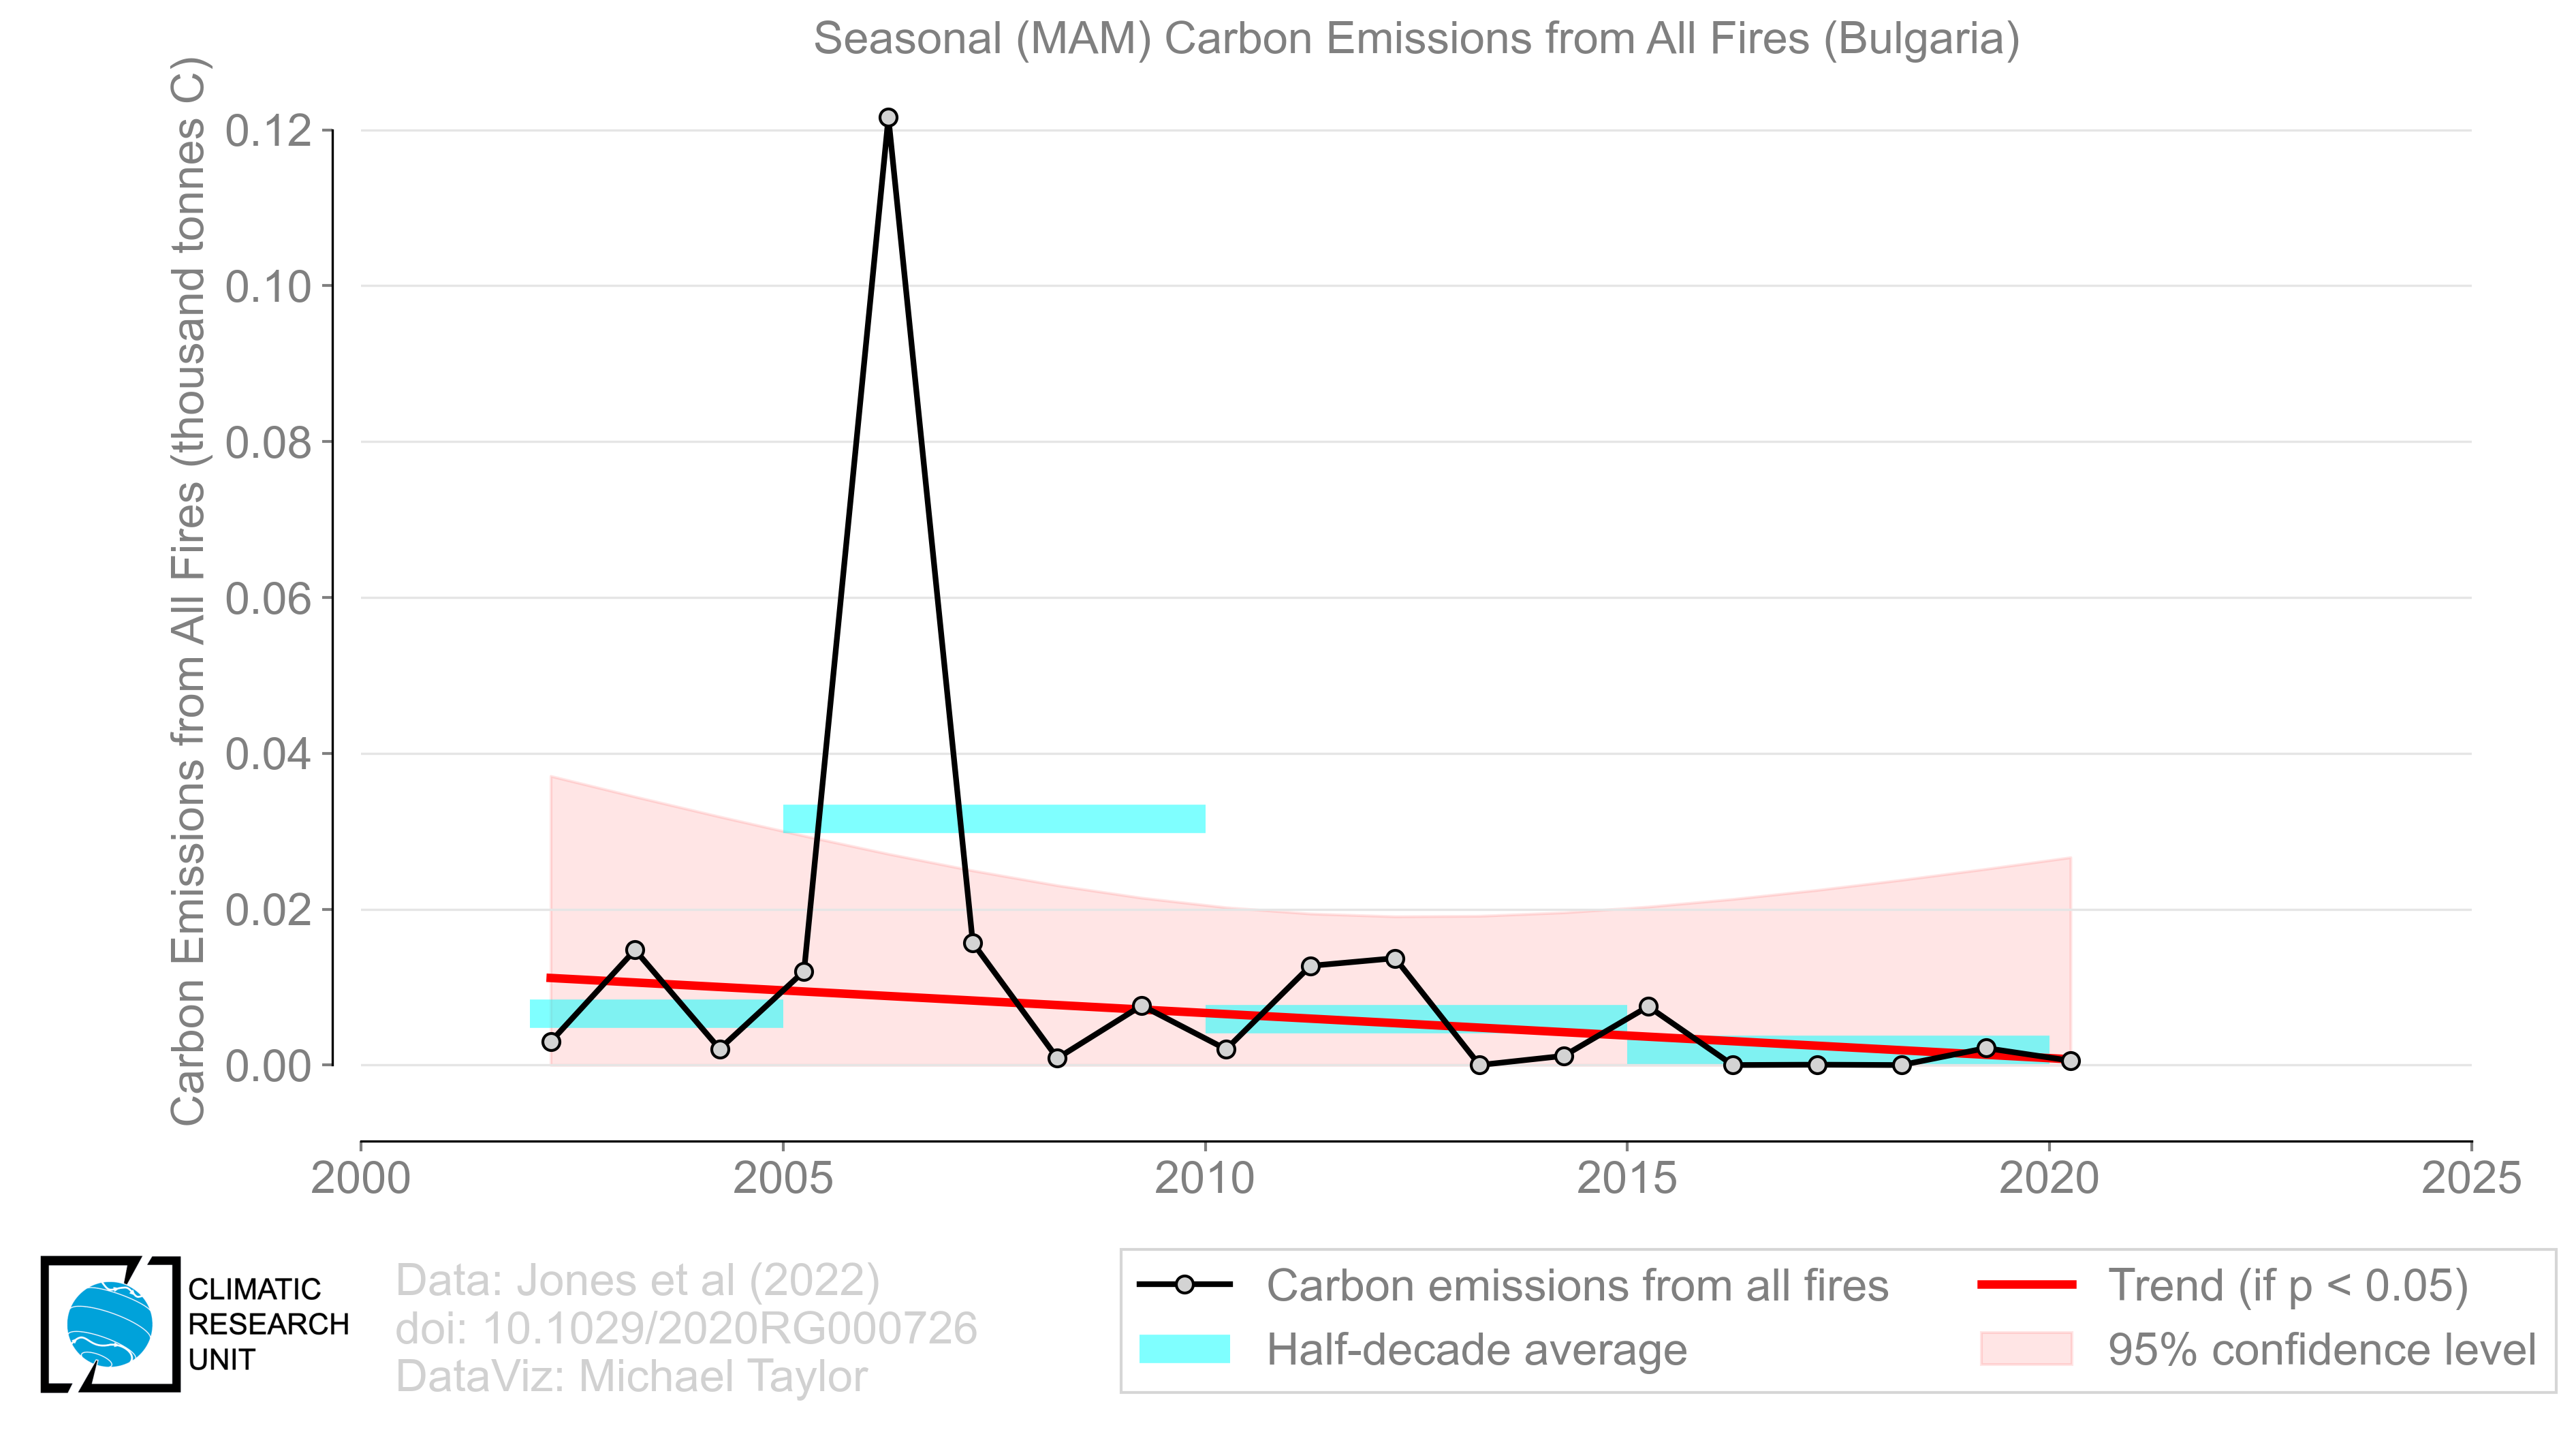 Seasonal (MAM) Carbon Emissions from All Fires (Bulgaria)
Carbon Emissions from All Fires (thousand tonnes C)
0.12
0.10
0.08
0.06
0.04
0.02
0.00
2000
2005
2010
2015
2020
2025
CLIMATIC
RESEARCH
UNIT
Data: Jones et al (2022)
doi: 10.1029/2020RG000726
DataViz: Michael Taylor
Carbon emissions from all fires
Half-decade average
Trend (if p < 0.05)
95% confidence level